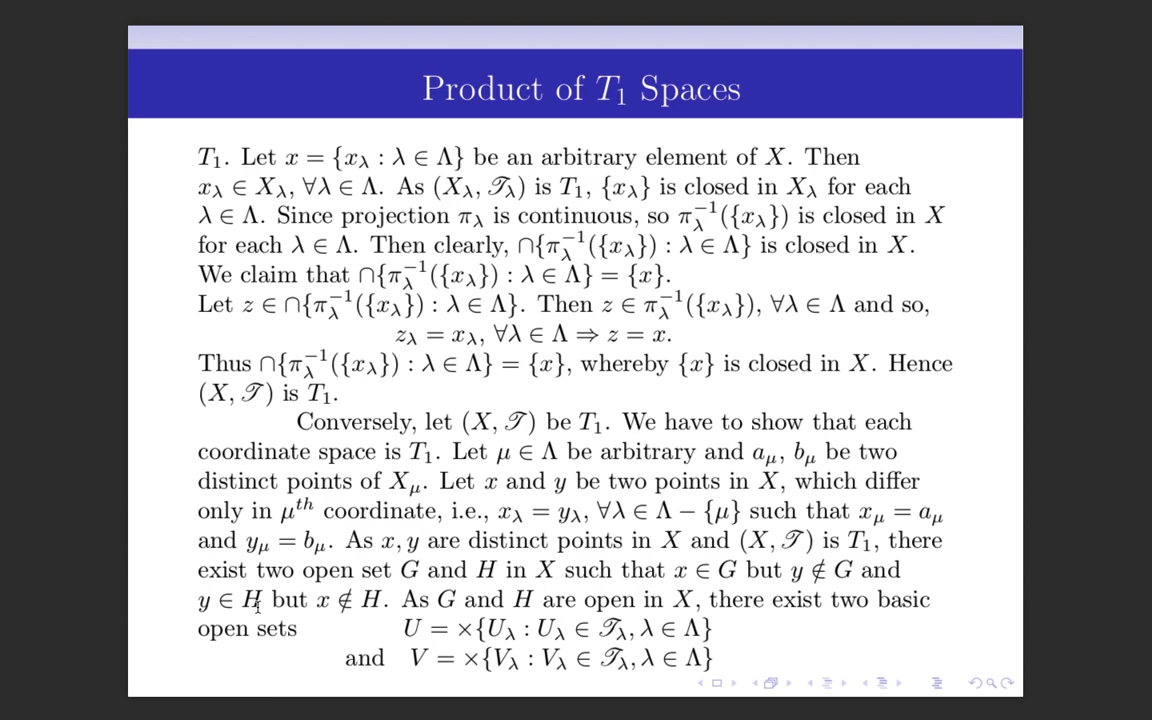 Product of T₁ Spaces
T₁. Let x = {x_λ : λ ∈ Λ} be an arbitrary element of X. Then
x_λ ∈ X_λ, ∀λ ∈ Λ. As (X_λ, 𝒯_λ) is T₁, {x_λ} is closed in X_λ for each
λ ∈ Λ. Since projection π_λ is continuous, so π_λ⁻¹({x_λ}) is closed in X
for each λ ∈ Λ. Then clearly, ∩{π_λ⁻¹({x_λ}) : λ ∈ Λ} is closed in X.
We claim that ∩{π_λ⁻¹({x_λ}) : λ ∈ Λ} = {x}.
Let z ∈ ∩{π_λ⁻¹({x_λ}) : λ ∈ Λ}. Then z ∈ π_λ⁻¹({x_λ}), ∀λ ∈ Λ and so,
z_λ = x_λ, ∀λ ∈ Λ ⇒ z = x.
Thus ∩{π_λ⁻¹({x_λ}) : λ ∈ Λ} = {x}, whereby {x} is closed in X. Hence
(X, 𝒯) is T₁.
Conversely, let (X, 𝒯) be T₁. We have to show that each
coordinate space is T₁. Let μ ∈ Λ be arbitrary and a_μ, b_μ be two
distinct points of X_μ. Let x and y be two points in X, which differ
only in μ^th coordinate, i.e., x_λ = y_λ, ∀λ ∈ Λ − {μ} such that x_μ = a_μ
and y_μ = b_μ. As x, y are distinct points in X and (X, 𝒯) is T₁, there
exist two open set G and H in X such that x ∈ G but y ∉ G and
y ∈ H but x ∉ H. As G and H are open in X, there exist two basic
open sets U = ×{U_λ : U_λ ∈ 𝒯_λ, λ ∈ Λ}
and V = ×{V_λ : V_λ ∈ 𝒯_λ, λ ∈ Λ}